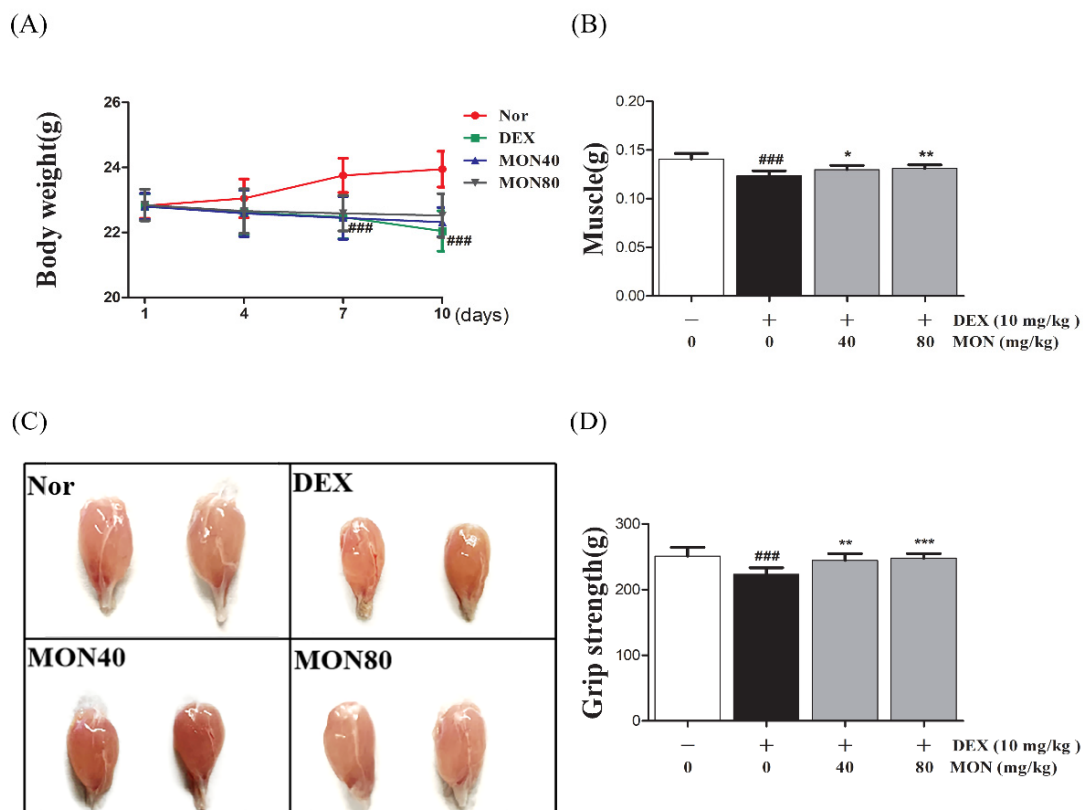 (A)
Body weight(g)
26
24
22
20
1 4 7 10 (days)
Nor
DEX
MON40
MON80
###
###
(B)
Muscle(g)
0.20
0.15
0.10
0.05
0.00
### * **
— + + + DEX (10 mg/kg )
0 0 40 80 MON (mg/kg)
(C)
Nor
DEX
MON40
MON80
(D)
Grip strength(g)
300
200
100
0
### ** ***
— + + + DEX (10 mg/kg )
0 0 40 80 MON (mg/kg)